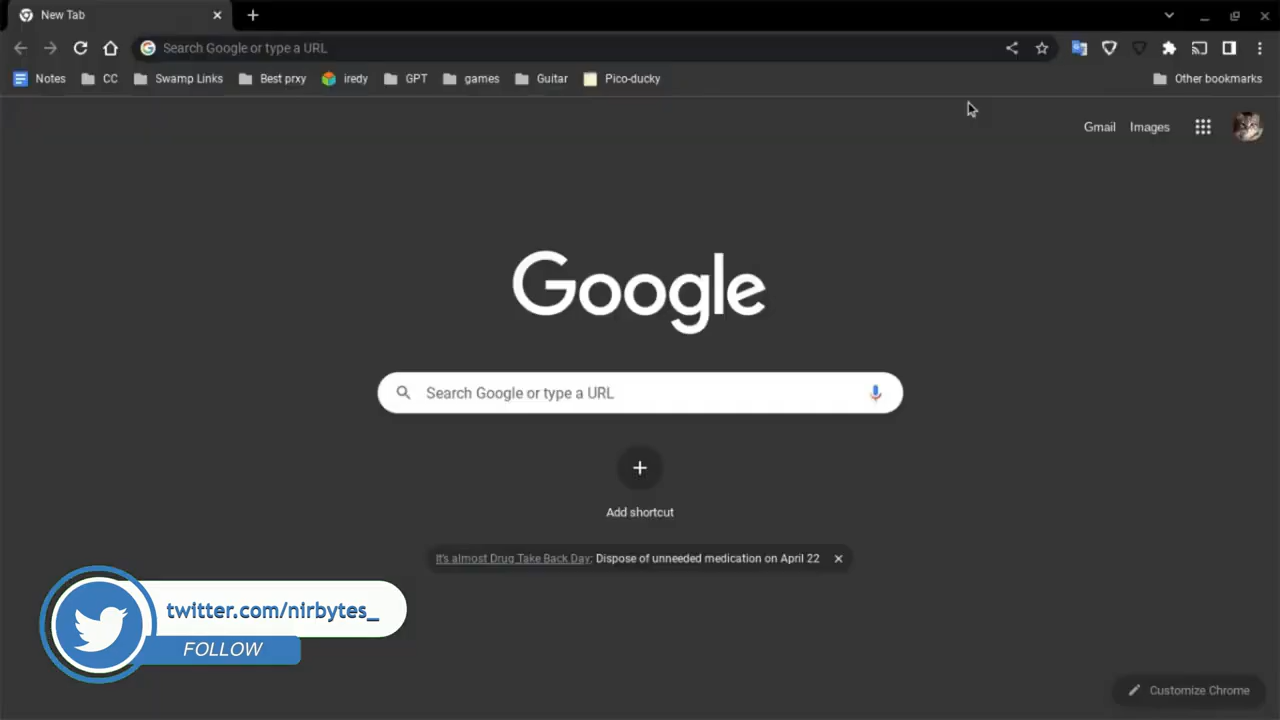 New Tab
Search Google or type a URL
Notes CC Swamp Links Best prxy iredy GPT games Guitar Pico-ducky Other bookmarks
Gmail Images
Google
Search Google or type a URL
Add shortcut
It's almost Drug Take Back Day: Dispose of unneeded medication on April 22
twitter.com/nirbytes_
FOLLOW
Customize Chrome